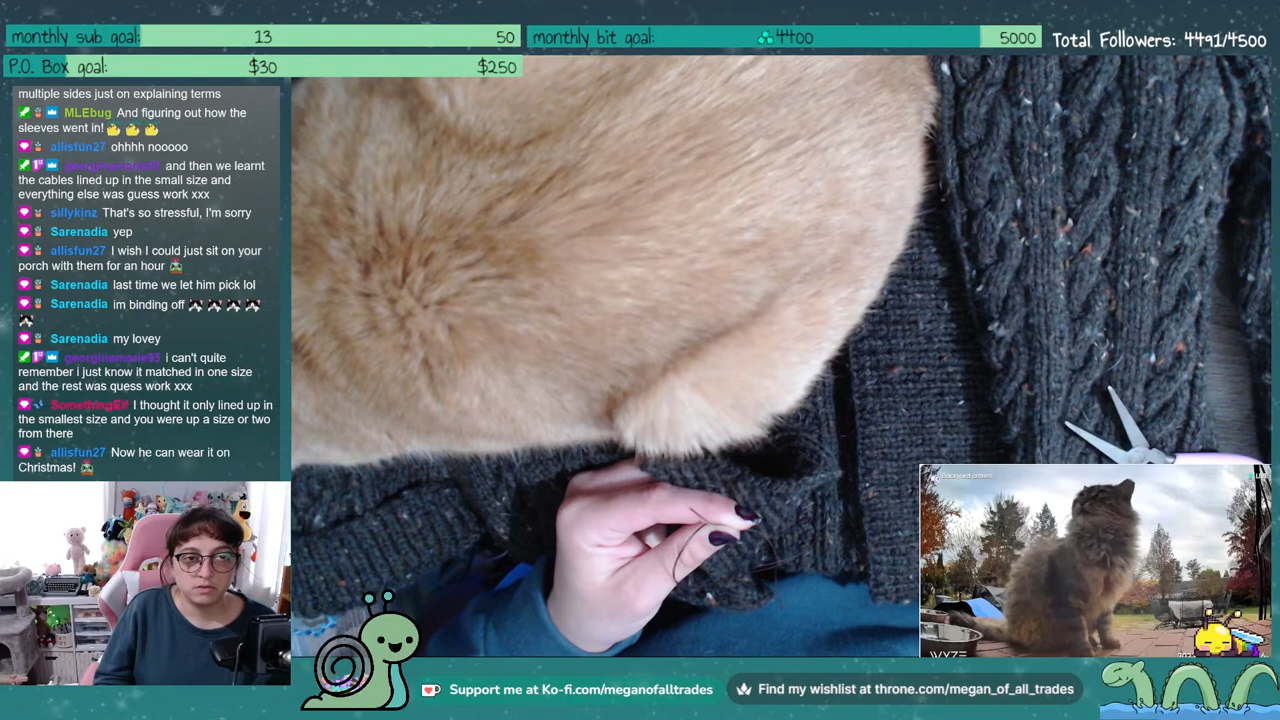 monthly sub goal: 13 50
monthly bit goal: 4400 5000
Total Followers: 4491/4500
P.O. Box goal: $30 $250
multiple sides just on explaining terms
MLEbug And figuring out how the
sleeves went in!
allisfun27 ohhhh nooooo
georginamarie93 and then we learnt
the cables lined up in the small size and
everything else was guess work xxx
sillykinz That's so stressful, I'm sorry
Sarenadia yep
allisfun27 I wish I could just sit on your
porch with them for an hour
Sarenadia last time we let him pick lol
Sarenadia im binding off
Sarenadia my lovey
georginamarie93 i can't quite
remember i just know it matched in one size
and the rest was guess work xxx
SomethingElf I thought it only lined up in
the smallest size and you were up a size or two
from there
allisfun27 Now he can wear it on
Christmas!
WYZE
Support me at Ko-fi.com/meganofalltrades
Find my wishlist at throne.com/megan_of_all_trades